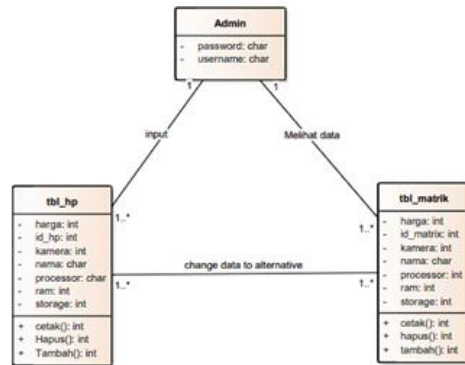 Admin
- password: char
- username: char
1
1
input
Melihat data
tbl_hp
- harga: int
- id_hp: int
- kamera: int
- nama: char
- processor: char
- ram: int
- storage: int
+ cetak(): int
+ Hapus(): int
+ Tambah(): int
1..*
1..*
change data to alternative
1..*
1..*
tbl_matrik
- harga: int
- id_matrix: int
- kamera: int
- nama: char
- processor: int
- ram: int
- storage: int
+ cetak(): int
+ hapus(): int
+ tambah(): int